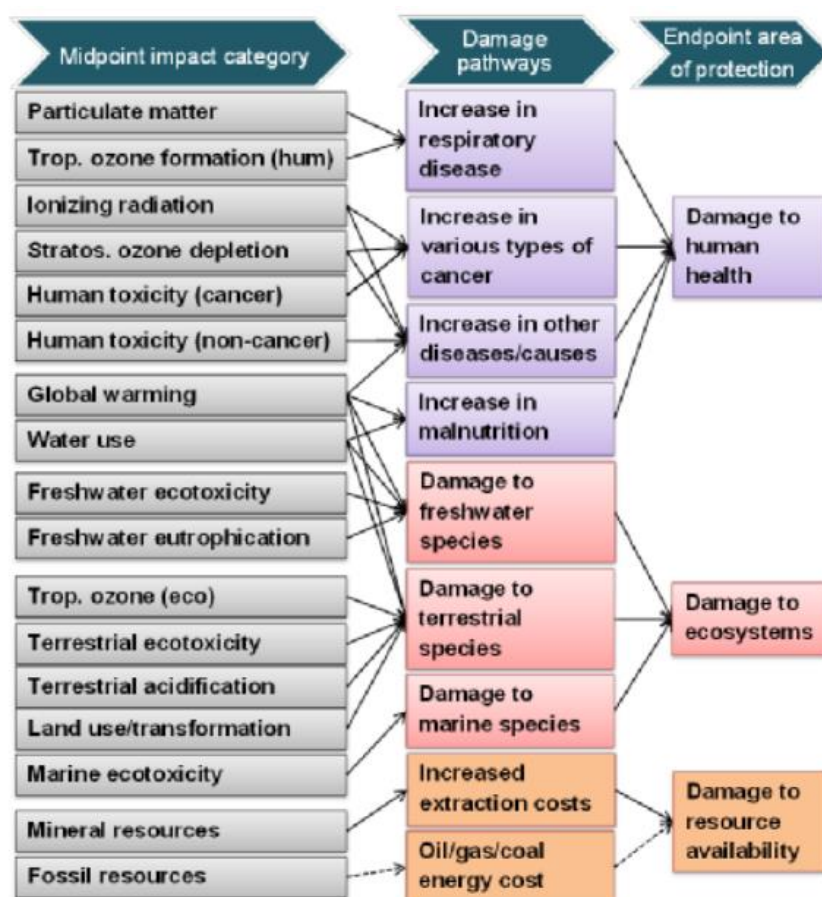 Midpoint impact category
Damage
pathways
Endpoint area
of protection
Particulate matter
Trop. ozone formation (hum)
Ionizing radiation
Stratos. ozone depletion
Human toxicity (cancer)
Human toxicity (non-cancer)
Global warming
Water use
Freshwater ecotoxicity
Freshwater eutrophication
Trop. ozone (eco)
Terrestrial ecotoxicity
Terrestrial acidification
Land use/transformation
Marine ecotoxicity
Mineral resources
Fossil resources
Increase in
respiratory
disease
Increase in
various types of
cancer
Increase in other
diseases/causes
Increase in
malnutrition
Damage to
freshwater
species
Damage to
terrestrial
species
Damage to
marine species
Increased
extraction costs
Oil/gas/coal
energy cost
Damage to
human
health
Damage to
ecosystems
Damage to
resource
availability